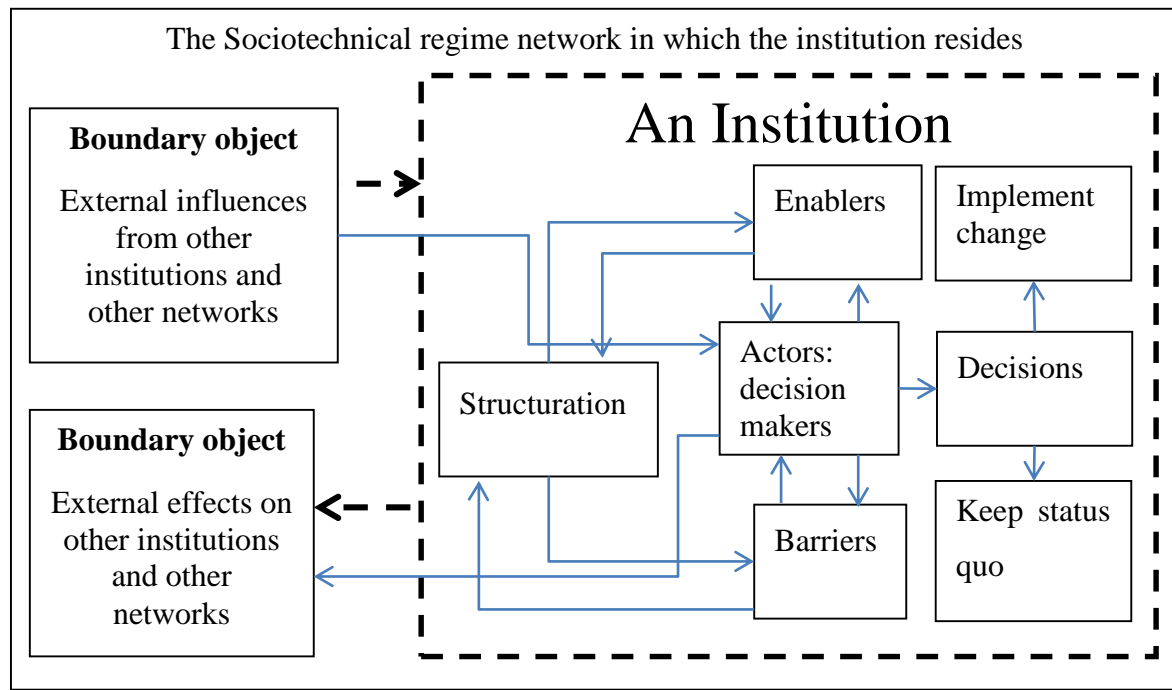 The Sociotechnical regime network in which the institution resides
Boundary object
External influences
from other
institutions and
other networks
Boundary object
External effects on
other institutions
and other
networks
An Institution
Structuration
Enablers
Actors:
decision
makers
Barriers
Implement
change
Decisions
Keep status
quo